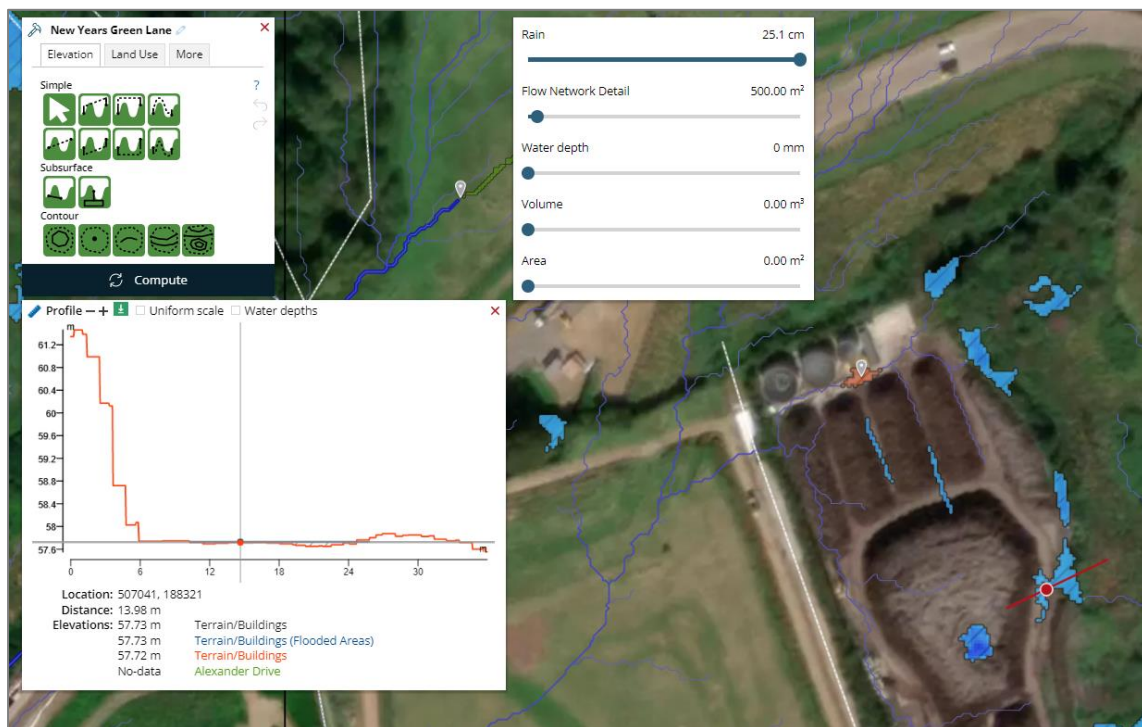 New Years Green Lane
Elevation Land Use More
Simple
?
Subsurface
Contour
Compute
Rain 25.1 cm
Flow Network Detail 500.00 m²
Water depth 0 mm
Volume 0.00 m³
Area 0.00 m²
Profile Uniform scale Water depths
m
61.2
60.8
60.4
60
59.6
59.2
58.8
58.4
58
57.6
m
0 6 12 18 24 30
Location: 507041, 188321
Distance: 13.98 m
Elevations: 57.73 m Terrain/Buildings
57.73 m Terrain/Buildings (Flooded Areas)
57.72 m Terrain/Buildings
No-data Alexander Drive